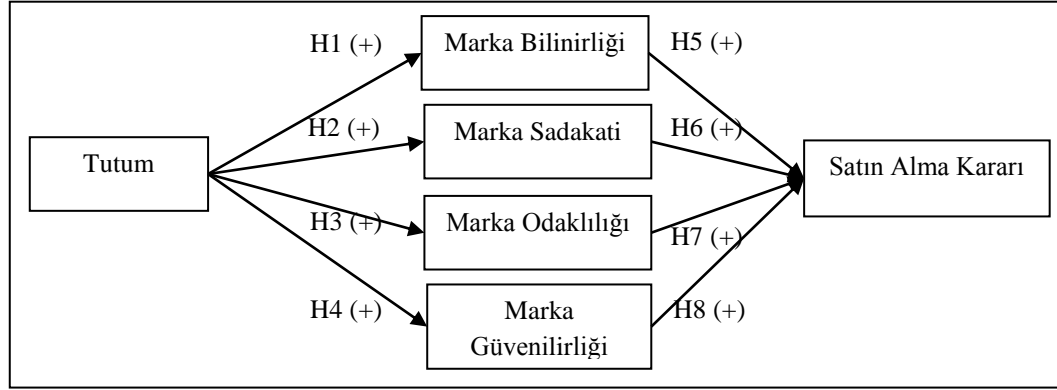 H1 (+)
Marka Bilinirliği
H5 (+)
H2 (+)
Marka Sadakati
H6 (+)
Tutum
Satın Alma Kararı
H3 (+)
Marka Odaklılığı
H7 (+)
H4 (+)
Marka
Güvenilirliği
H8 (+)